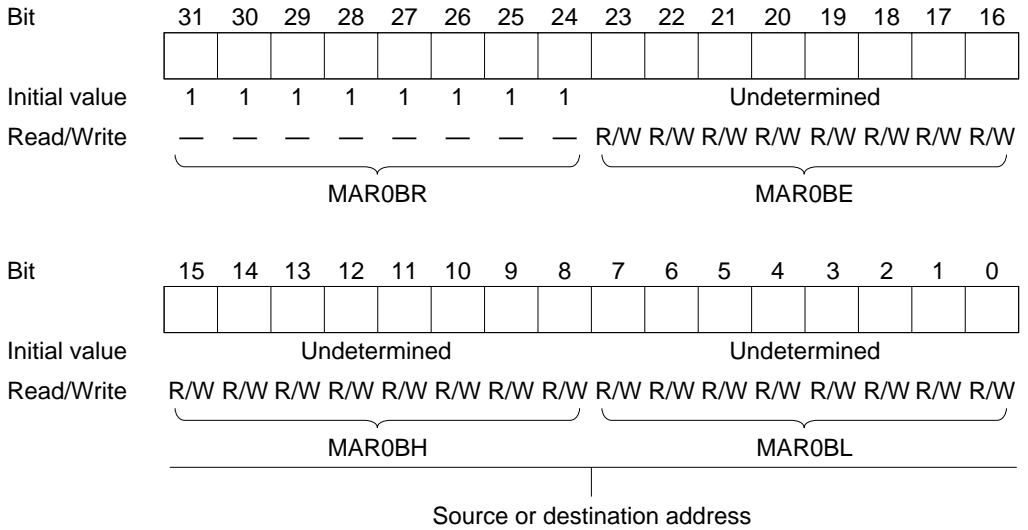 Bit 31 30 29 28 27 26 25 24 23 22 21 20 19 18 17 16
Initial value 1 1 1 1 1 1 1 1 Undetermined
Read/Write — — — — — — — — R/W R/W R/W R/W R/W R/W R/W R/W
MAR0BR MAR0BE
Bit 15 14 13 12 11 10 9 8 7 6 5 4 3 2 1 0
Initial value Undetermined Undetermined
Read/Write R/W R/W R/W R/W R/W R/W R/W R/W R/W R/W R/W R/W R/W R/W R/W R/W
MAR0BH MAR0BL
Source or destination address